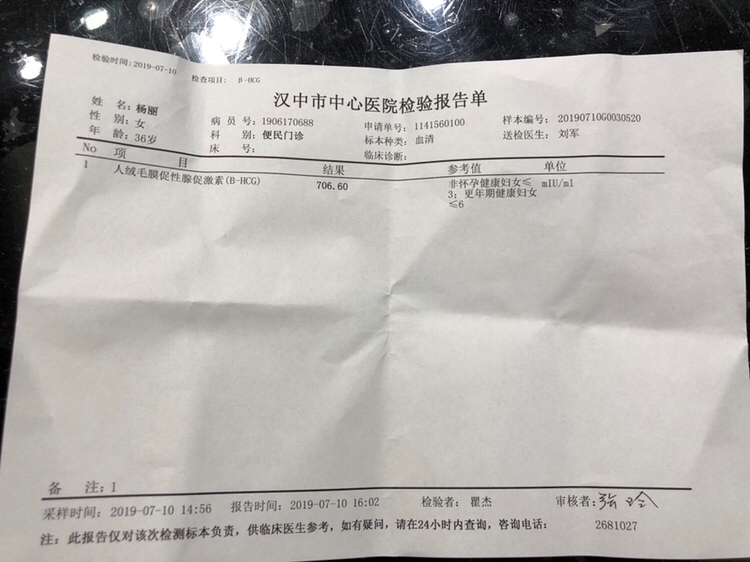 检验时间:2019-07-10 检查项目: β-HCG
汉中市中心医院检验报告单
姓 名:杨丽 病 员 号:1906170688 申请单号:1141560100 样本编号:20190710G0030520
性 别:女 科 别:便民门诊 标本种类:血清 送检医生:刘军
年 龄:36岁 床 号: 临床诊断:
No 项 目 结果 参考值 单位
1 人绒毛膜促性腺促激素(B-HCG) 706.60 非怀孕健康妇女≤ mIU/ml
3;更年期健康妇女
≤6
备 注:1
采样时间:2019-07-10 14:56 报告时间:2019-07-10 16:02 检验者:瞿杰 审核者:
注:此报告仅对该次检测标本负责,供临床医生参考,如有疑问,请在24小时内查询,咨询电话: 2681027